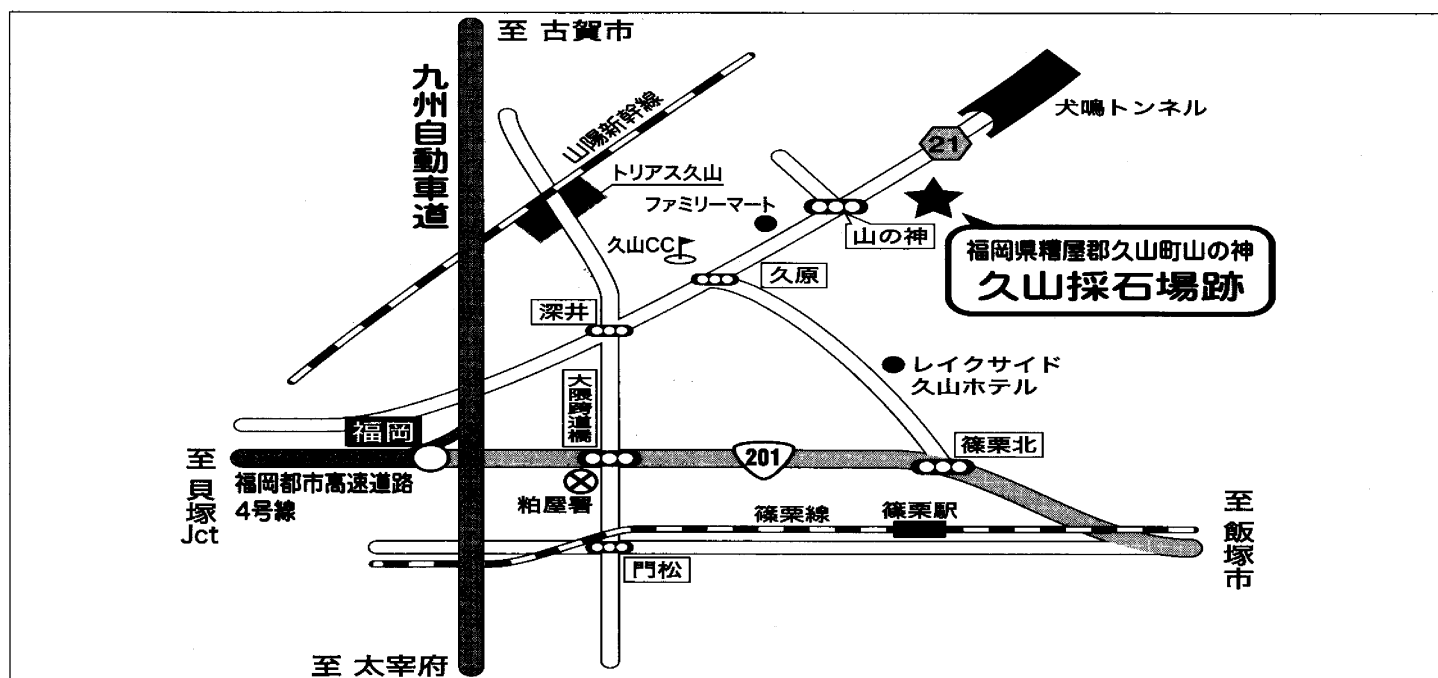 至 古賀市
九州自動車道
山陽新幹線
犬鳴トンネル
21
トリアス久山
ファミリーマート
山の神
久山CC
久原
福岡県糟屋郡久山町山の神
久山採石場跡
深井
レイクサイド
久山ホテル
大隈跨道橋
福岡
201
篠栗北
至貝塚Jct
福岡都市高速道路
4号線
粕屋署
篠栗線
篠栗駅
至飯塚市
門松
至 太宰府